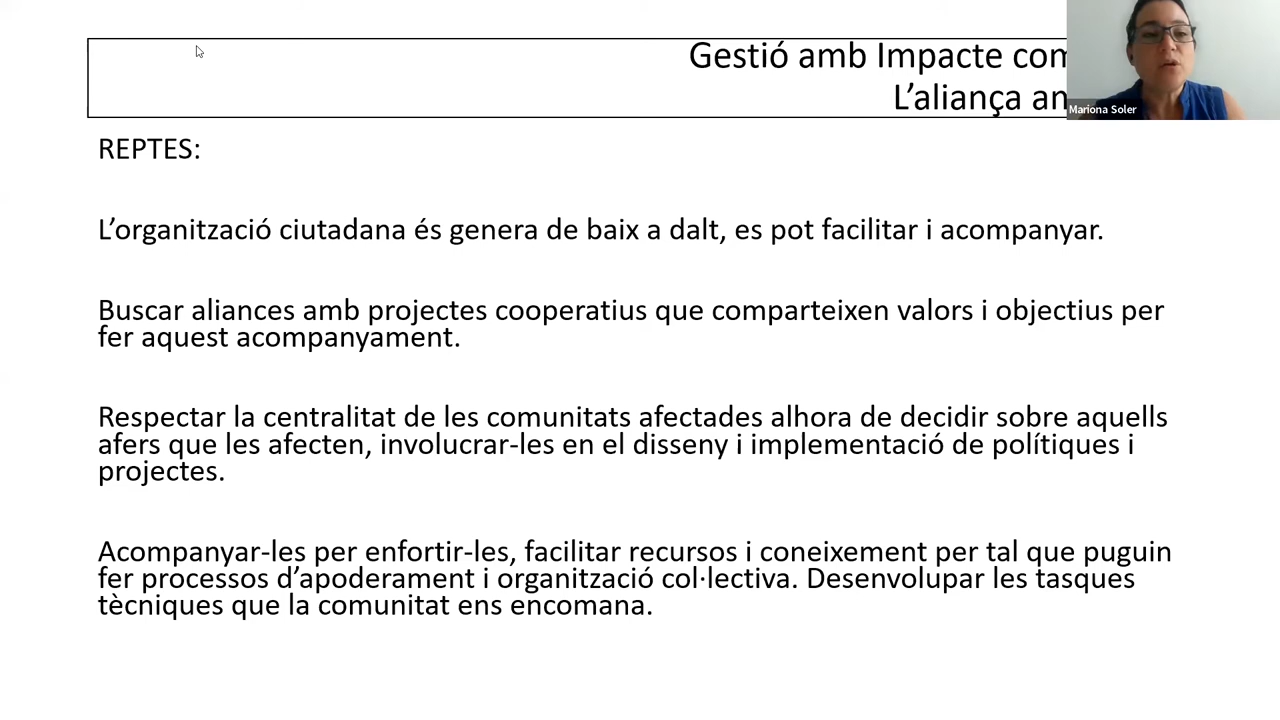 Gestió amb Impacte
L'aliança
Mariona Soler
REPTES:
L'organització ciutadana és genera de baix a dalt, es pot facilitar i acompanyar.
Buscar aliances amb projectes cooperatius que comparteixen valors i objectius per
fer aquest acompanyament.
Respectar la centralitat de les comunitats afectades alhora de decidir sobre aquells
afers que les afecten, involucrar-les en el disseny i implementació de polítiques i
projectes.
Acompanyar-les per enfortir-les, facilitar recursos i coneixement per tal que puguin
fer processos d'apoderament i organització col·lectiva. Desenvolupar les tasques
tècniques que la comunitat ens encomana.